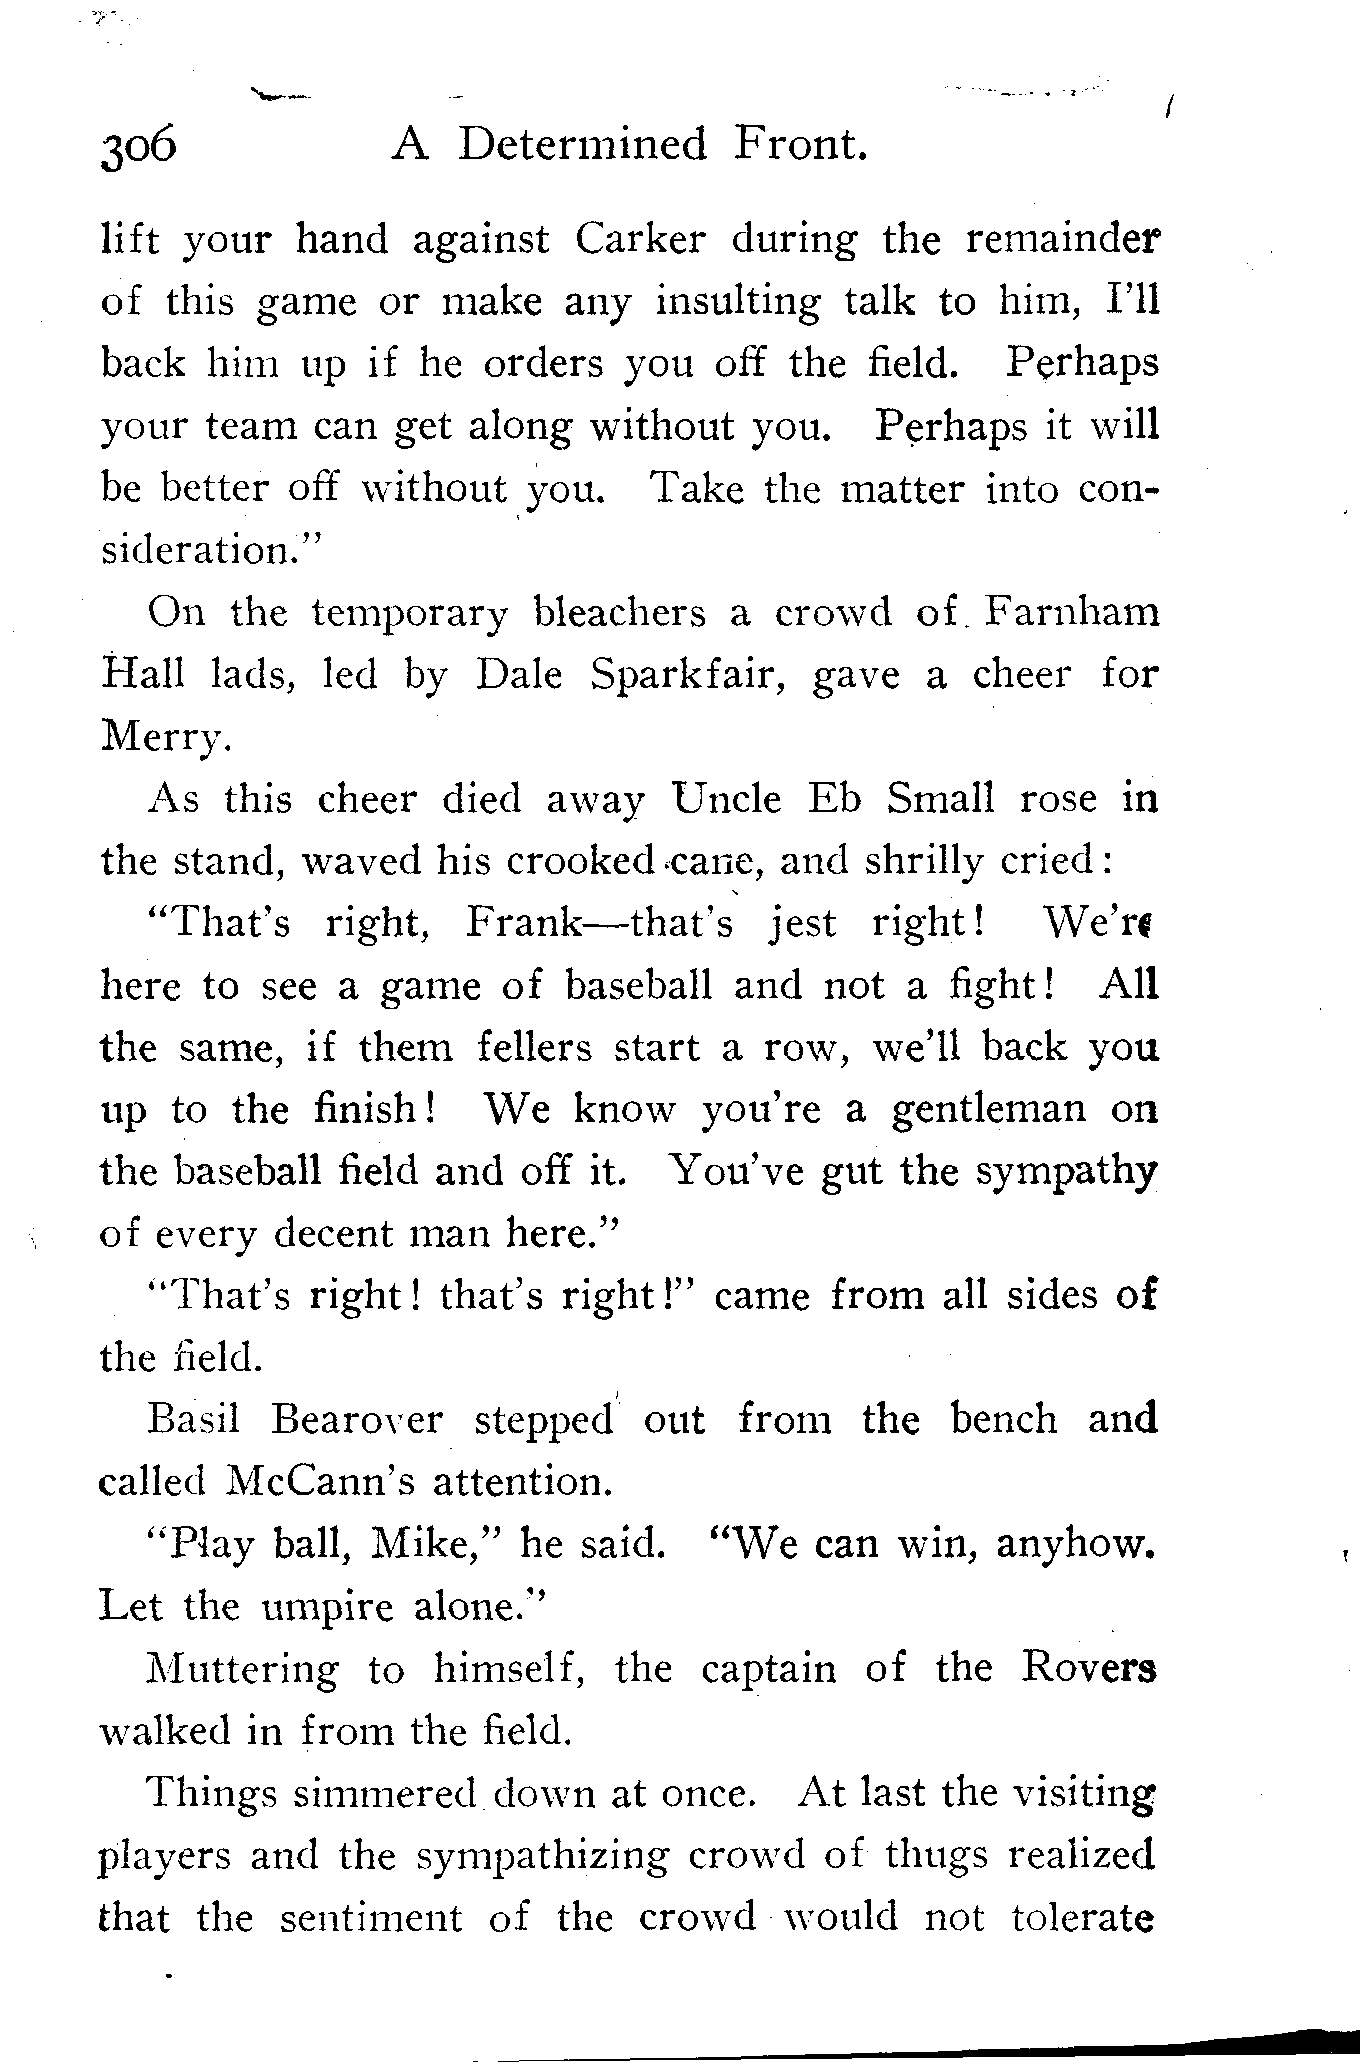 306 A Determined Front.
lift your hand against Carker during the remainder
of this game or make any insulting talk to him, I'll
back him up if he orders you off the field. Perhaps
your team can get along without you. Perhaps it will
be better off without you. Take the matter into con-
sideration."
On the temporary bleachers a crowd of Farnham
Hall lads, led by Dale Sparkfair, gave a cheer for
Merry.
As this cheer died away Uncle Eb Small rose in
the stand, waved his crooked cane, and shrilly cried:
"That's right, Frank—that's jest right! We're
here to see a game of baseball and not a fight! All
the same, if them fellers start a row, we'll back you
up to the finish! We know you're a gentleman on
the baseball field and off it. You've gut the sympathy
of every decent man here."
"That's right! that's right!" came from all sides of
the field.
Basil Bearover stepped out from the bench and
called McCann's attention.
"Play ball, Mike," he said. "We can win, anyhow.
Let the umpire alone."
Muttering to himself, the captain of the Rovers
walked in from the field.
Things simmered down at once. At last the visiting
players and the sympathizing crowd of thugs realized
that the sentiment of the crowd would not tolerate